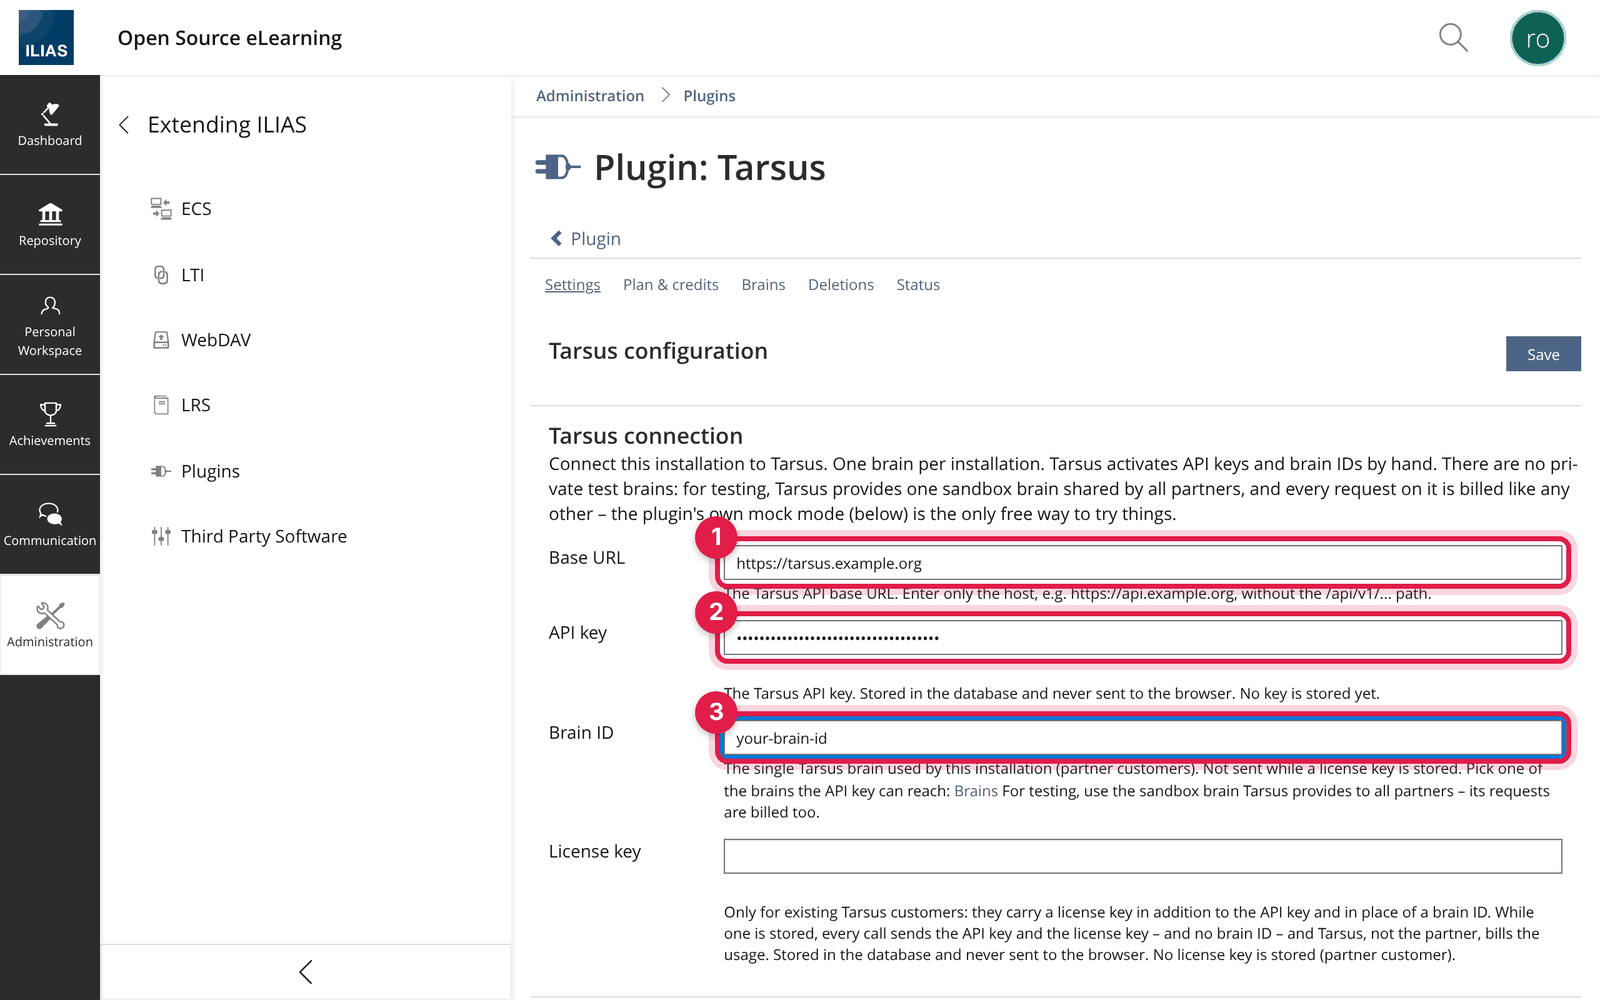 ILIAS
Open Source eLearning
ro
Dashboard
Repository
Personal
Workspace
Achievements
Communication
Administration
Extending ILIAS
ECS
LTI
WebDAV
LRS
Plugins
Third Party Software
Administration > Plugins
Plugin: Tarsus
Plugin
Settings Plan & credits Brains Deletions Status
Tarsus configuration
Save
Tarsus connection
Connect this installation to Tarsus. One brain per installation. Tarsus activates API keys and brain IDs by hand. There are no pri-
vate test brains: for testing, Tarsus provides one sandbox brain shared by all partners, and every request on it is billed like any
other – the plugin's own mock mode (below) is the only free way to try things.
1
Base URL
https://tarsus.example.org
The Tarsus API base URL. Enter only the host, e.g. https://api.example.org, without the /api/v1/... path.
2
API key
••••••••••••••••••••••••••••••••••••
The Tarsus API key. Stored in the database and never sent to the browser. No key is stored yet.
3
Brain ID
your-brain-id
The single Tarsus brain used by this installation (partner customers). Not sent while a license key is stored. Pick one of
the brains the API key can reach: Brains For testing, use the sandbox brain Tarsus provides to all partners – its requests
are billed too.
License key
Only for existing Tarsus customers: they carry a license key in addition to the API key and in place of a brain ID. While
one is stored, every call sends the API key and the license key – and no brain ID – and Tarsus, not the partner, bills the
usage. Stored in the database and never sent to the browser. No license key is stored (partner customer).